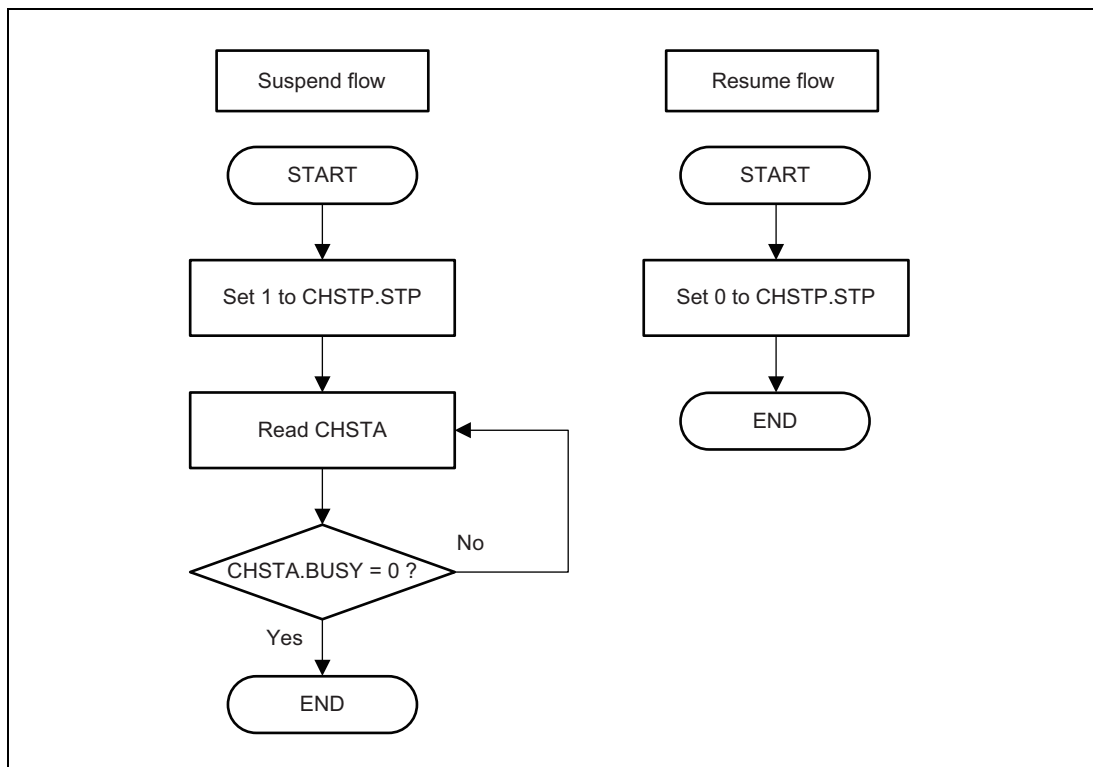 Suspend flow
START
Set 1 to CHSTP.STP
Read CHSTA
CHSTA.BUSY = 0 ?
No
Yes
END
Resume flow
START
Set 0 to CHSTP.STP
END